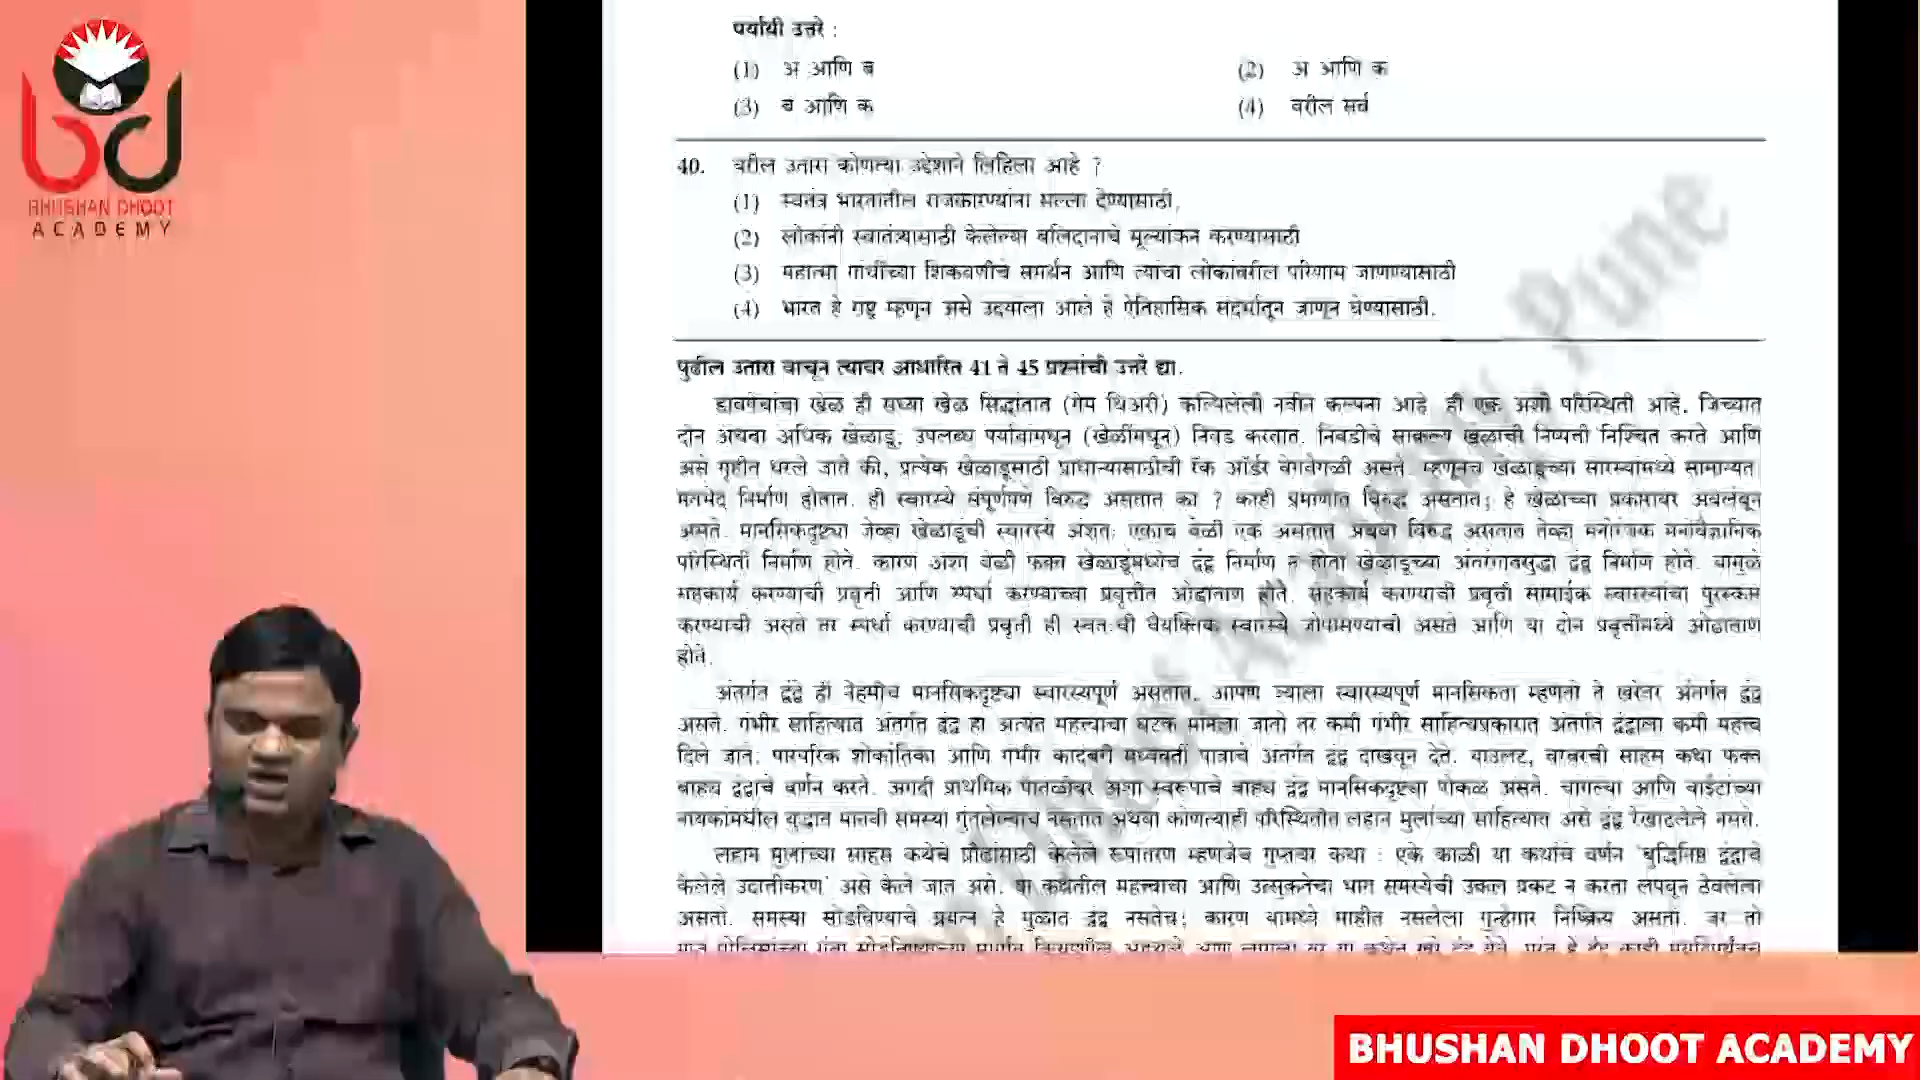 bd
BHUSHAN DHOOT
ACADEMY
पर्यायी उत्तरे :
(1) अ आणि ब
(2) अ आणि क
(3) ब आणि क
(4) वरील सर्व
40. वरील उतारा कोणत्या उद्देशाने लिहिला आहे ?
(1) स्वतंत्र भारतातील राजकारण्यांना सल्ला देण्यासाठी.
(2) लोकांनी स्वातंत्र्यासाठी केलेल्या बलिदानाचे मूल्यांकन करण्यासाठी
(3) महात्मा गांधींच्या शिकवणीचे समर्थन आणि त्यांचा लोकांवरील परिणाम जाणण्यासाठी
(4) भारत हे राष्ट्र म्हणून असे उदयाला आले हे ऐतिहासिक संदर्भातून जाणून घेण्यासाठी.
पुढील उतारा वाचून त्यावर आधारित 41 ते 45 प्रश्नांची उत्तरे द्या.
डावपेचांचा खेळ ही सध्या खेळ सिद्धांतात (गेम थिअरी) कल्पिलेली नवीन कल्पना आहे. ही एक अशी परिस्थिती आहे. जिच्यात
दोन अथवा अधिक खेळाडू, उपलब्ध पर्यायांमधून (खेळींमधून) निवड करतात. निवडीचे साकल्य खेळाची निष्पत्ती निश्चित करते आणि
असे गृहीत धरले जाते की, प्रत्येक खेळाडूसाठी प्राधान्यासाठीची रँक ऑर्डर वेगवेगळी असते. म्हणूनच खेळाडूंच्या स्वारस्यांमध्ये सामान्यतः
मतभेद निर्माण होतात. ही स्वारस्ये संपूर्णपणे विरुद्ध असतात का ? काही प्रमाणात विरुद्ध असतात; हे खेळाच्या प्रकारावर अवलंबून
असते. मानसिकदृष्ट्या जेव्हा खेळाडूंची स्वारस्ये अंशतः एकाच वेळी एक असतात अथवा विरुद्ध असतात तेव्हा मनोरंजक मनोवैज्ञानिक
परिस्थिती निर्माण होते. कारण अशा वेळी फक्त खेळाडूंमध्येच द्वंद्व निर्माण न होता खेळाडूच्या अंतरंगातसुद्धा द्वंद्व निर्माण होते. यामुळे
सहकार्य करण्याची प्रवृत्ती आणि स्पर्धा करण्याच्या प्रवृत्तीत ओढाताण होते. सहकार्य करण्याची प्रवृत्ती सामाईक स्वारस्यांचा पुरस्कार
करण्याची असते तर स्पर्धा करण्याची प्रवृत्ती ही स्वतःची वैयक्तिक स्वारस्ये जोपासण्याची असते आणि या दोन प्रवृत्तींमध्ये ओढाताण
होते.
अंतर्गत द्वंद्वे ही नेहमीच मानसिकदृष्ट्या स्वारस्यपूर्ण असतात. आपण ज्याला स्वारस्यपूर्ण मानसिकता म्हणतो ते खरेतर अंतर्गत द्वंद्व
असते. गंभीर साहित्यात अंतर्गत द्वंद्व हा अत्यंत महत्त्वाचा घटक मानला जातो तर कमी गंभीर साहित्यप्रकारात अंतर्गत द्वंद्वाला कमी महत्त्व
दिले जाते. पारंपारिक शोकांतिका आणि गंभीर कादंबरी मध्यवर्ती पात्राचे अंतर्गत द्वंद्व दाखवून देते. याउलट, वरवरची साहस कथा फक्त
बाह्य द्वंद्वाचे वर्णन करते. अगदी प्राथमिक पातळीवर अशा स्वरूपाचे बाह्य द्वंद्व मानसिकदृष्ट्या पोकळ असते. चांगल्या आणि वाईटांच्या
नायकांमधील युद्धात मानवी समस्या गुंतलेल्याच नसतात अथवा कोणत्याही परिस्थितीत लहान मुलांच्या साहित्यात असे द्वंद्व रेखाटलेले नसते.
लहान मुलांच्या साहस कथेचे प्रौढांसाठी केलेले रूपांतरण म्हणजेच गुप्तचर कथा : एके काळी या कथांचे वर्णन 'बुद्धिनिष्ठ द्वंद्वाचे
केलेले उदात्तीकरण' असे केले जात असे. या कथेतील महत्त्वाचा आणि उत्सुकतेचा भाग समस्येची उकल प्रकट न करता लपवून ठेवलेला
असतो. समस्या सोडविण्याचे प्रयत्न हे मुळात द्वंद्व नसतेच; कारण यामध्ये माहीत नसलेला गुन्हेगार निष्क्रिय असतो. जर तो
BHUSHAN DHOOT ACADEMY